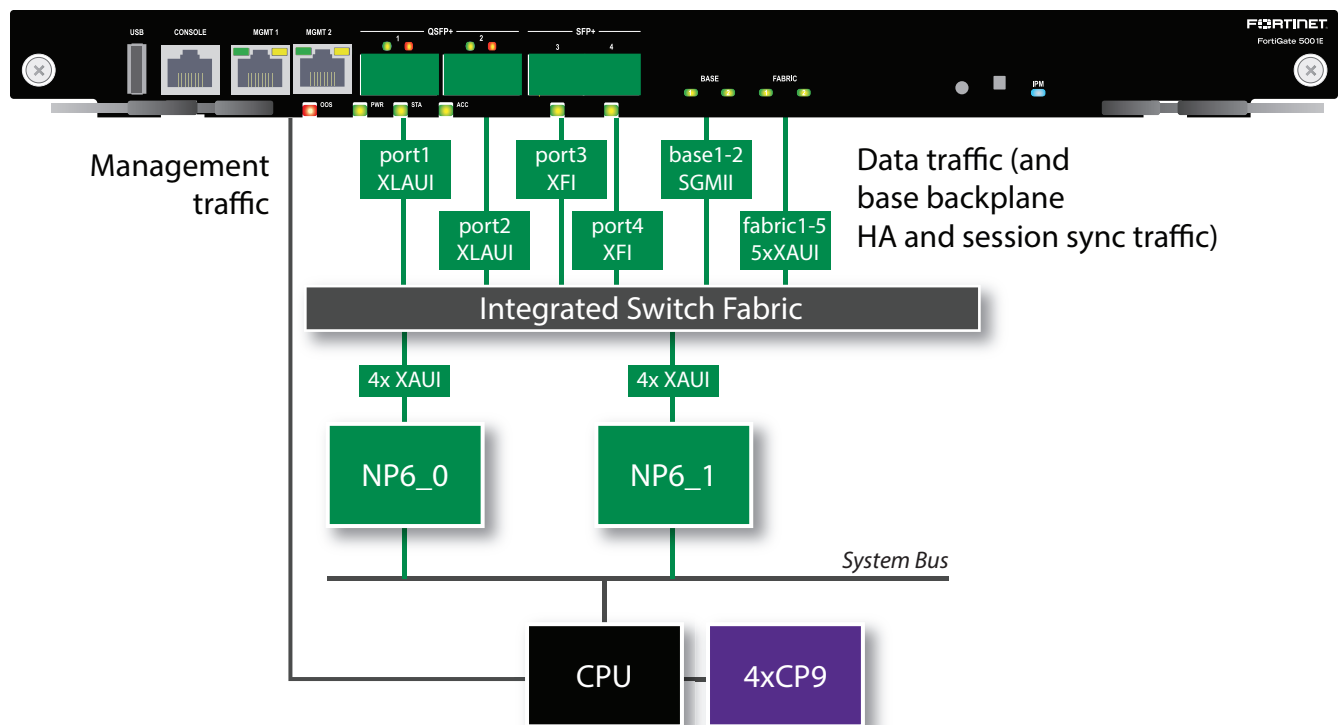 FORTINET
FortiGate 5001E
USB
CONSOLE
MGMT 1
MGMT 2
QSFP+
1
2
SFP+
3
4
BASE
FABRIC
IPM
OOS
PWR
STA
ACC
Management
traffic
port1
XLAUI
port2
XLAUI
port3
XFI
port4
XFI
base1-2
SGMII
fabric1-5
5xXAUI
Data traffic (and
base backplane
HA and session sync traffic)
Integrated Switch Fabric
4x XAUI
4x XAUI
NP6_0
NP6_1
System Bus
CPU
4xCP9